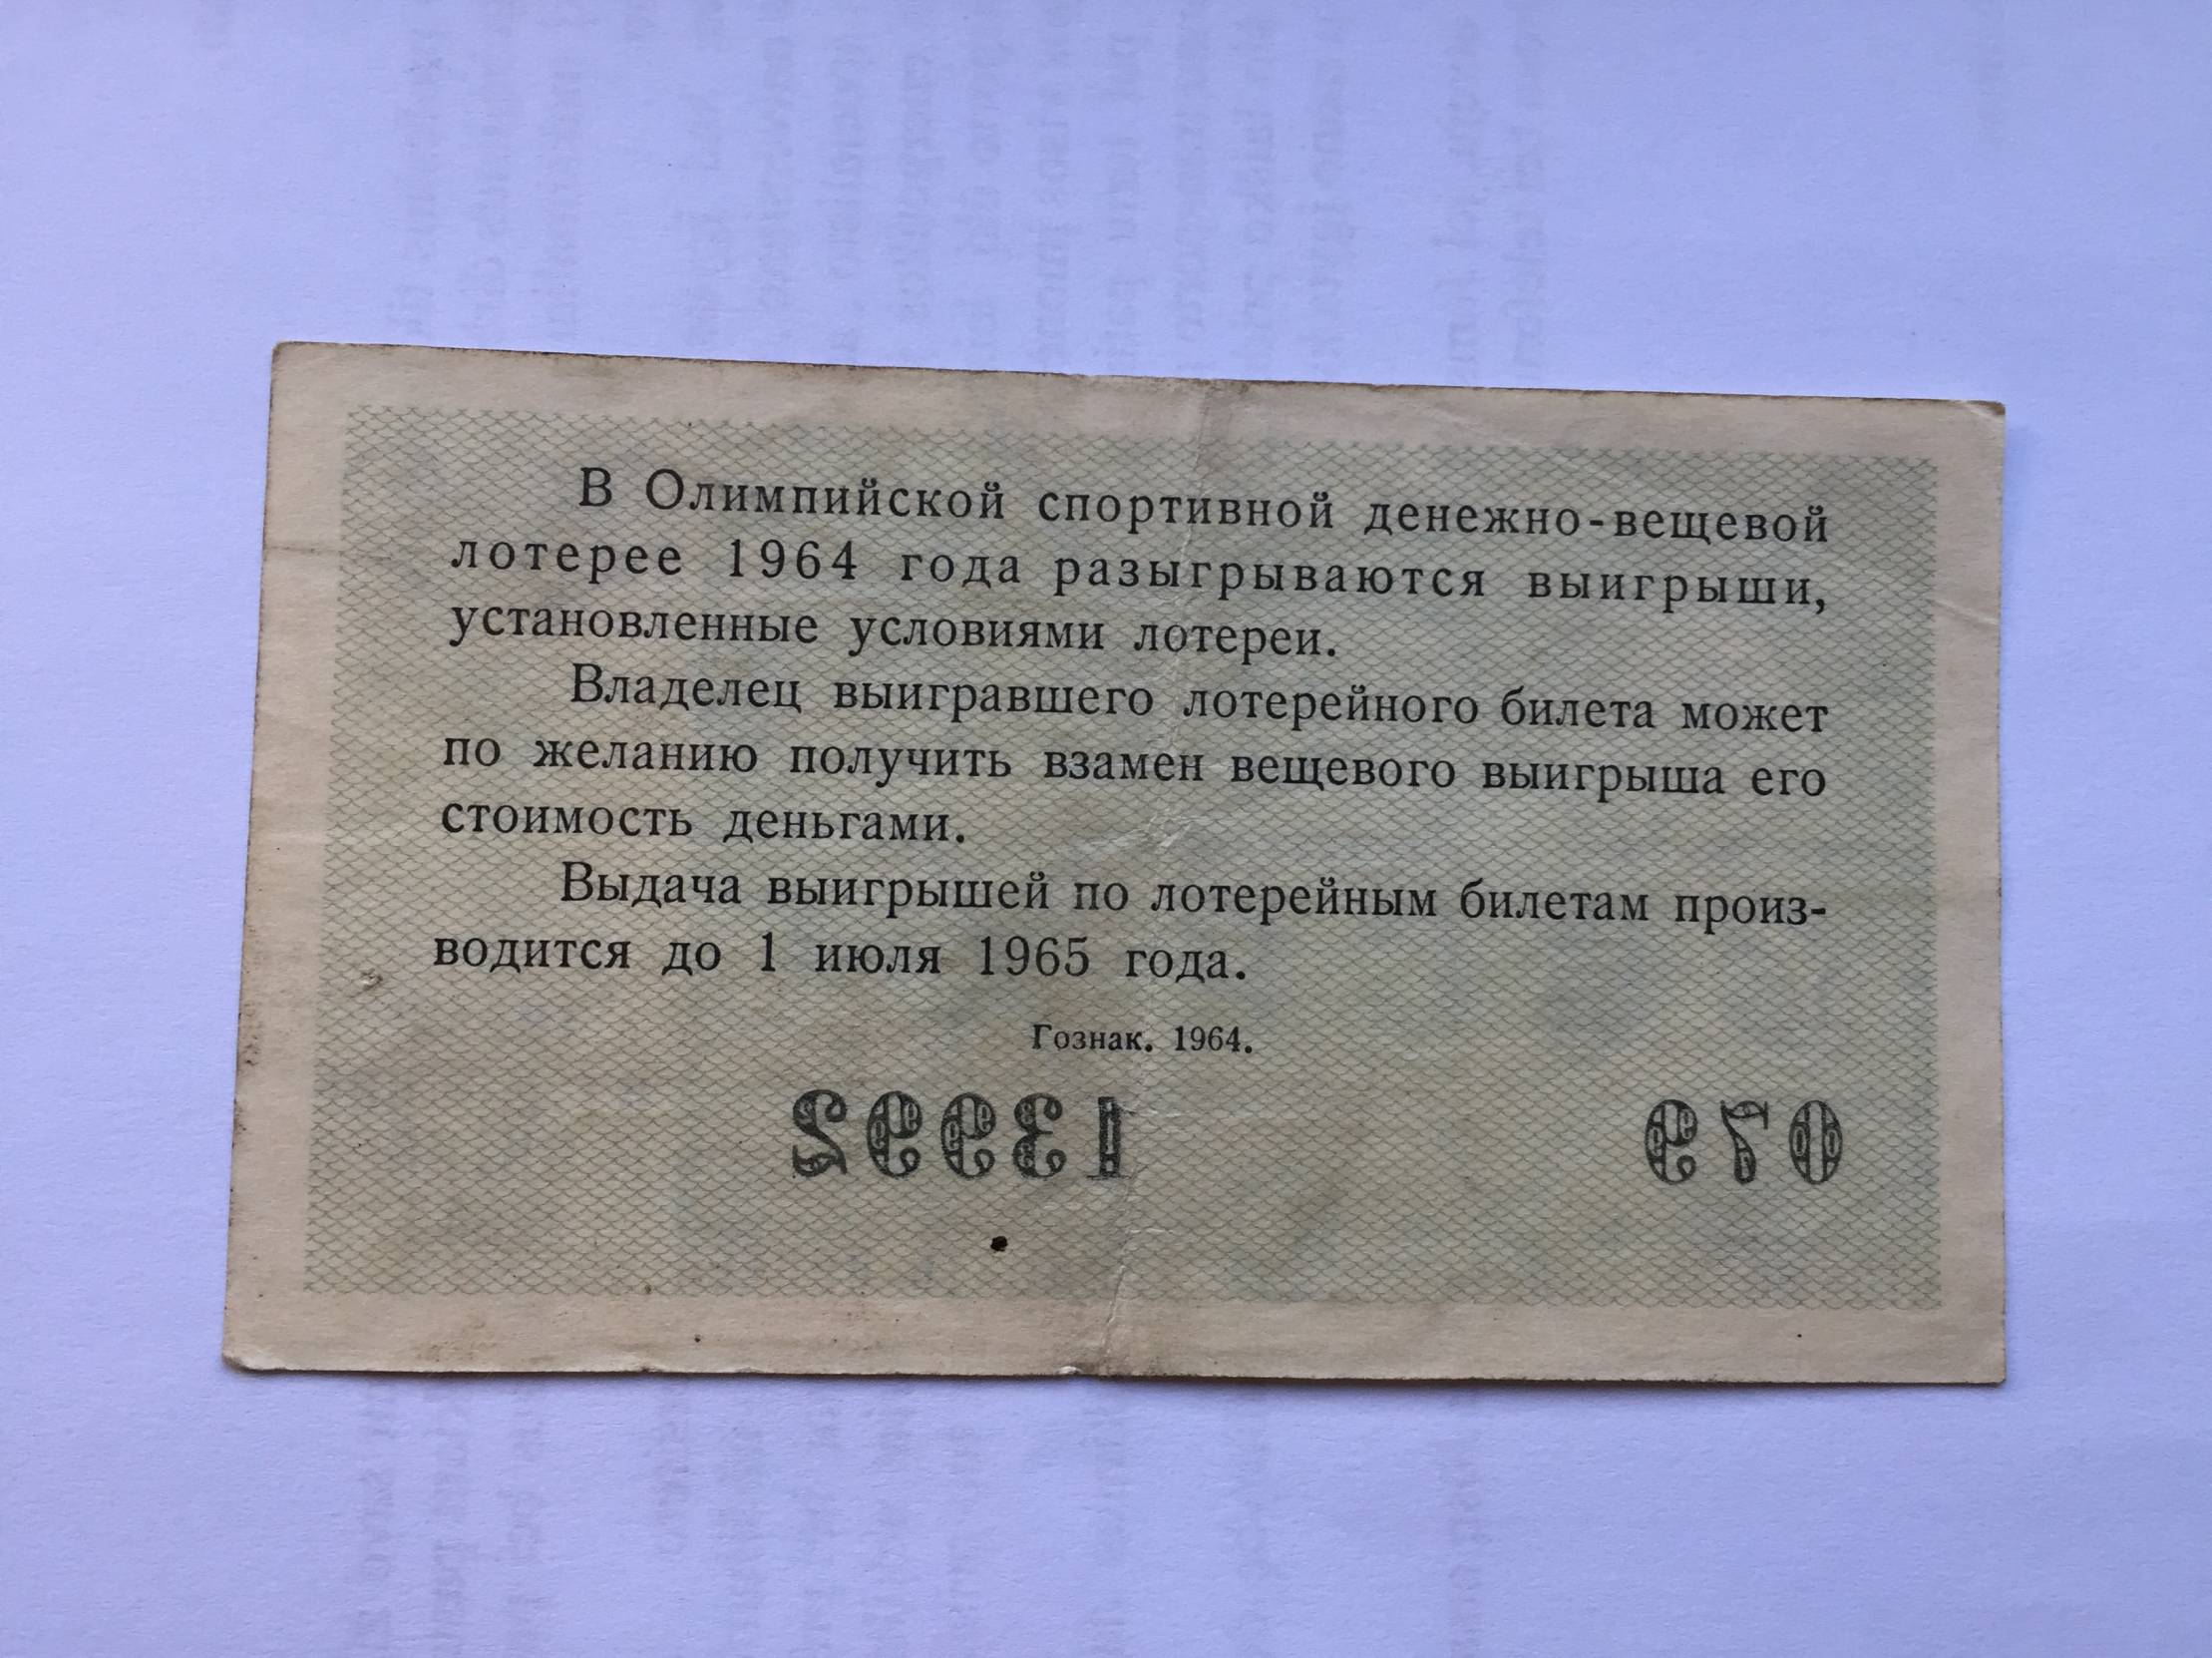 В Олимпийской спортивной денежно-вещевой
лотерее 1964 года разыгрываются выигрыши,
установленные условиями лотереи.
Владелец выигравшего лотерейного билета может
по желанию получить взамен вещевого выигрыша его
стоимость деньгами.
Выдача выигрышей по лотерейным билетам произ-
водится до 1 июля 1965 года.
Гознак. 1964.
079 13992